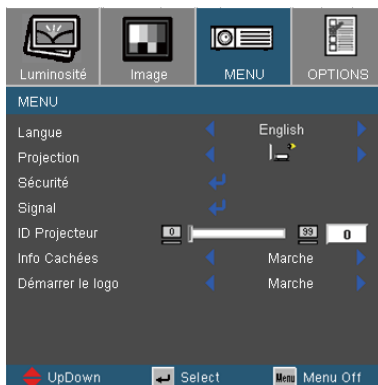 Luminosité Image MENU OPTIONS
MENU
Langue English
Projection
Sécurité
Signal
ID Projecteur 0 99 0
Info Cachées Marche
Démarrer le logo Marche
UpDown Select Menu Menu Off